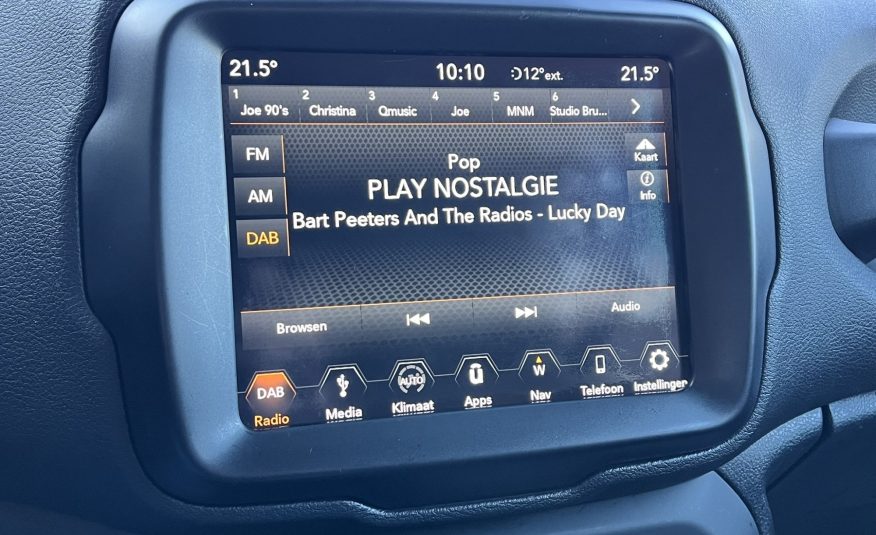 21.5° 10:10 12°ext. 21.5°
1 Joe 90's 2 Christina 3 Qmusic 4 Joe 5 MNM 6 Studio Bru...
FM
Pop
Kaart
AM
PLAY NOSTALGIE
Info
Bart Peeters And The Radios - Lucky Day
DAB
Browsen
Audio
DAB AUTO ū W
Radio Media Klimaat Apps Nav Telefoon Instellingen